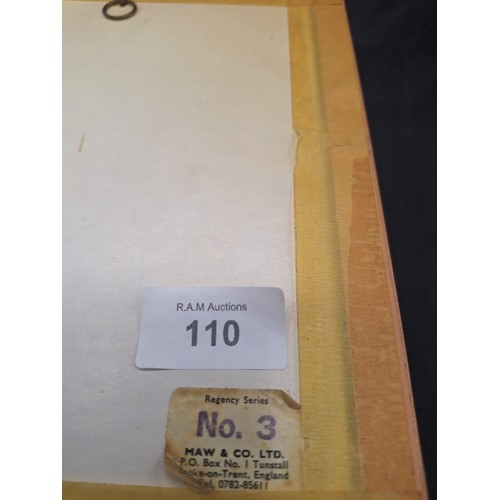 R.A.M Auctions
110
Regency Series
No. 3
MAW & CO. LTD.
P.O. Box No. 1 Tunstall
Stoke-on-Trent, England
Tel, 0782-85611